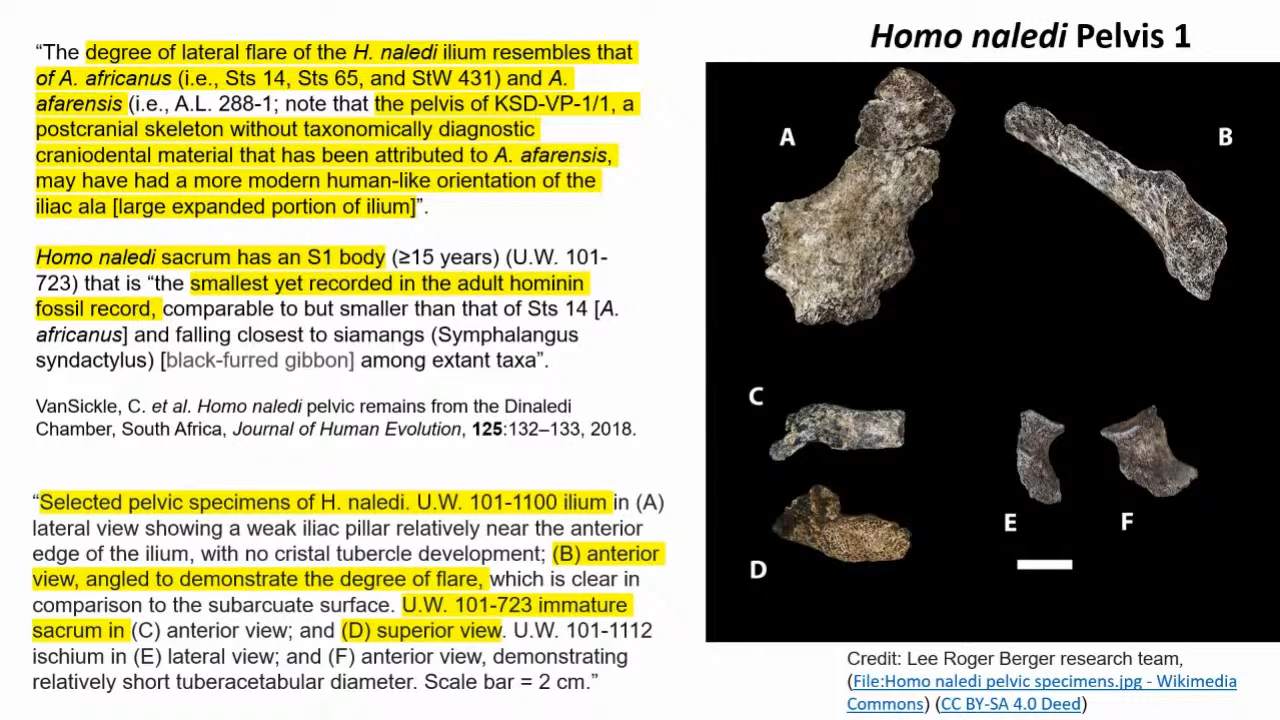 Homo naledi Pelvis 1
“The degree of lateral flare of the H. naledi ilium resembles that
of A. africanus (i.e., Sts 14, Sts 65, and StW 431) and A.
afarensis (i.e., A.L. 288-1; note that the pelvis of KSD-VP-1/1, a
postcranial skeleton without taxonomically diagnostic
craniodental material that has been attributed to A. afarensis,
may have had a more modern human-like orientation of the
iliac ala [large expanded portion of ilium]”.
Homo naledi sacrum has an S1 body (≥15 years) (U.W. 101-
723) that is “the smallest yet recorded in the adult hominin
fossil record, comparable to but smaller than that of Sts 14 [A.
africanus] and falling closest to siamangs (Symphalangus
syndactylus) [black-furred gibbon] among extant taxa”.
VanSickle, C. et al. Homo naledi pelvic remains from the Dinaledi
Chamber, South Africa, Journal of Human Evolution, 125:132–133, 2018.
“Selected pelvic specimens of H. naledi. U.W. 101-1100 ilium in (A)
lateral view showing a weak iliac pillar relatively near the anterior
edge of the ilium, with no cristal tubercle development; (B) anterior
view, angled to demonstrate the degree of flare, which is clear in
comparison to the subarcuate surface. U.W. 101-723 immature
sacrum in (C) anterior view; and (D) superior view. U.W. 101-1112
ischium in (E) lateral view; and (F) anterior view, demonstrating
relatively short tuberacetabular diameter. Scale bar = 2 cm.”
A
B
C
D
E
F
Credit: Lee Roger Berger research team,
(File:Homo naledi pelvic specimens.jpg - Wikimedia
Commons) (CC BY-SA 4.0 Deed)